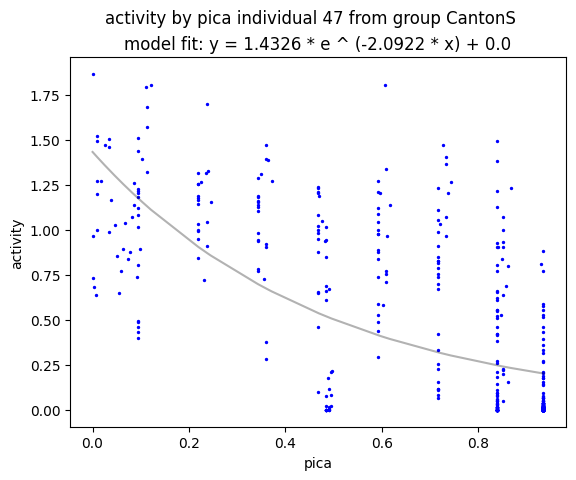 activity by pica individual 47 from group CantonS
model fit: y = 1.4326 * e ^ (-2.0922 * x) + 0.0
1.75
1.50
1.25
1.00
0.75
0.50
0.25
0.00
activity
0.0 0.2 0.4 0.6 0.8
pica